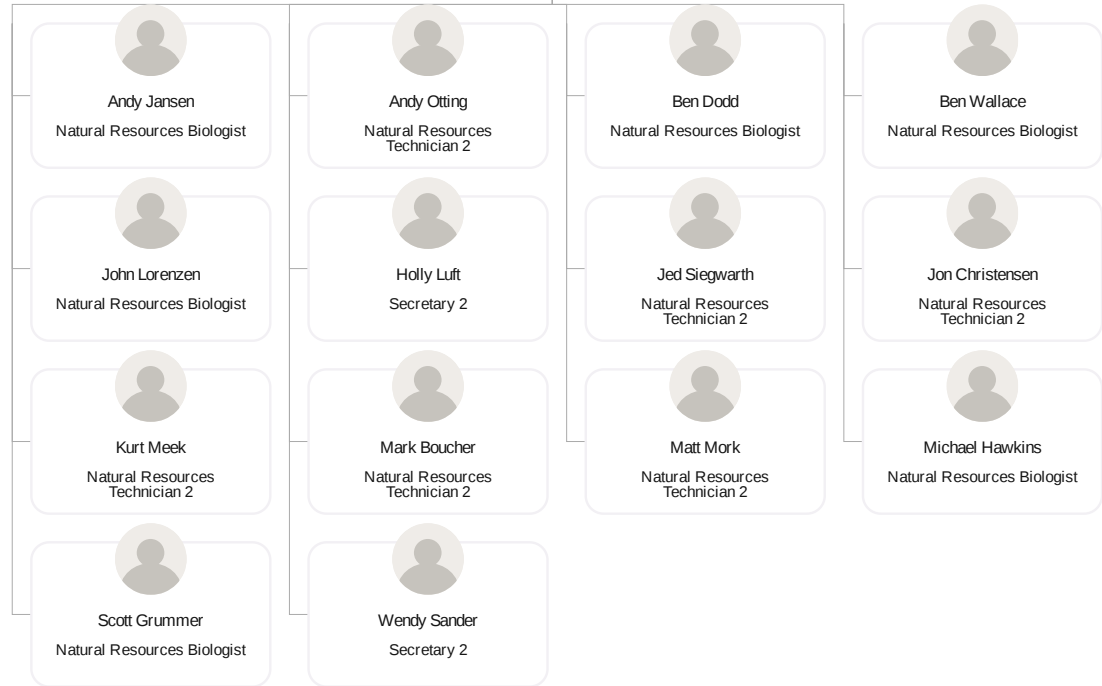 Andy Jansen
Natural Resources Biologist
Andy Otting
Natural Resources
Technician 2
Ben Dodd
Natural Resources Biologist
Ben Wallace
Natural Resources Biologist
John Lorenzen
Natural Resources Biologist
Holly Luft
Secretary 2
Jed Siegwarth
Natural Resources
Technician 2
Jon Christensen
Natural Resources
Technician 2
Kurt Meek
Natural Resources
Technician 2
Mark Boucher
Natural Resources
Technician 2
Matt Mork
Natural Resources
Technician 2
Michael Hawkins
Natural Resources Biologist
Scott Grummer
Natural Resources Biologist
Wendy Sander
Secretary 2